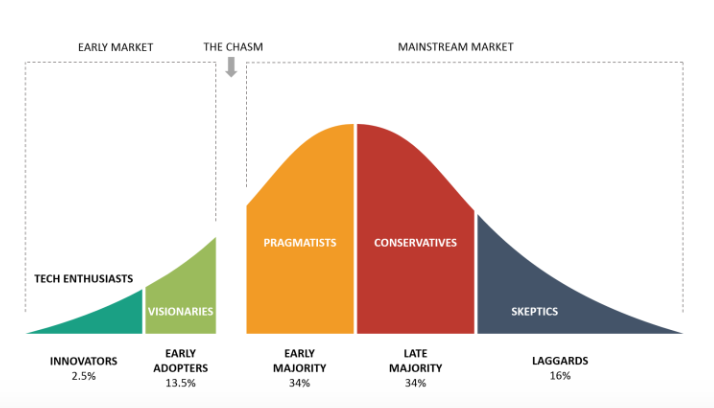 EARLY MARKET
THE CHASM
MAINSTREAM MARKET
PRAGMATISTS
CONSERVATIVES
TECH ENTHUSIASTS
VISIONARIES
SKEPTICS
INNOVATORS
2.5%
EARLY
ADOPTERS
13.5%
EARLY
MAJORITY
34%
LATE
MAJORITY
34%
LAGGARDS
16%